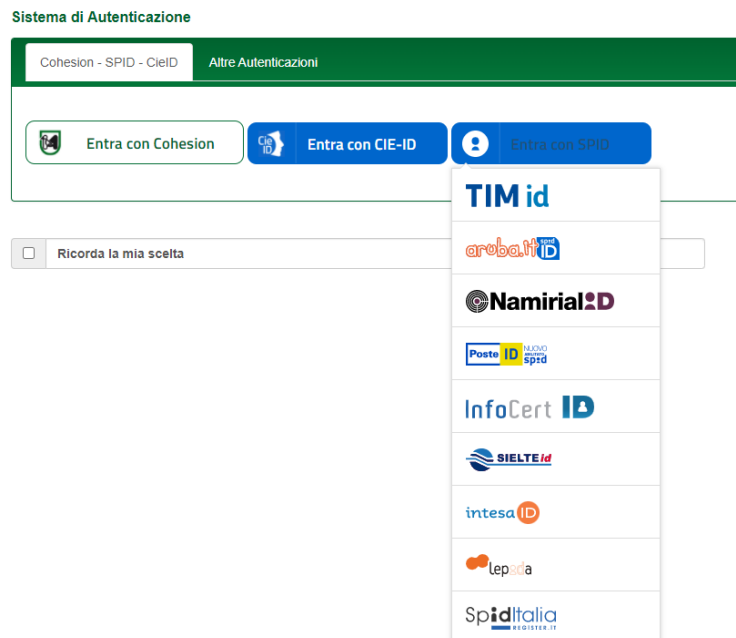 Sistema di Autenticazione
Cohesion - SPID - CieID
Altre Autenticazioni
Entra con Cohesion
Cie ID
Entra con CIE-ID
Entra con SPID
TIM id
aruba.it spid ID
Namirial ID
Poste ID NUOVO
spid
InfoCert ID
SIELTE id
intesa ID
lepida
SpidItalia
REGISTER.IT
Ricorda la mia scelta